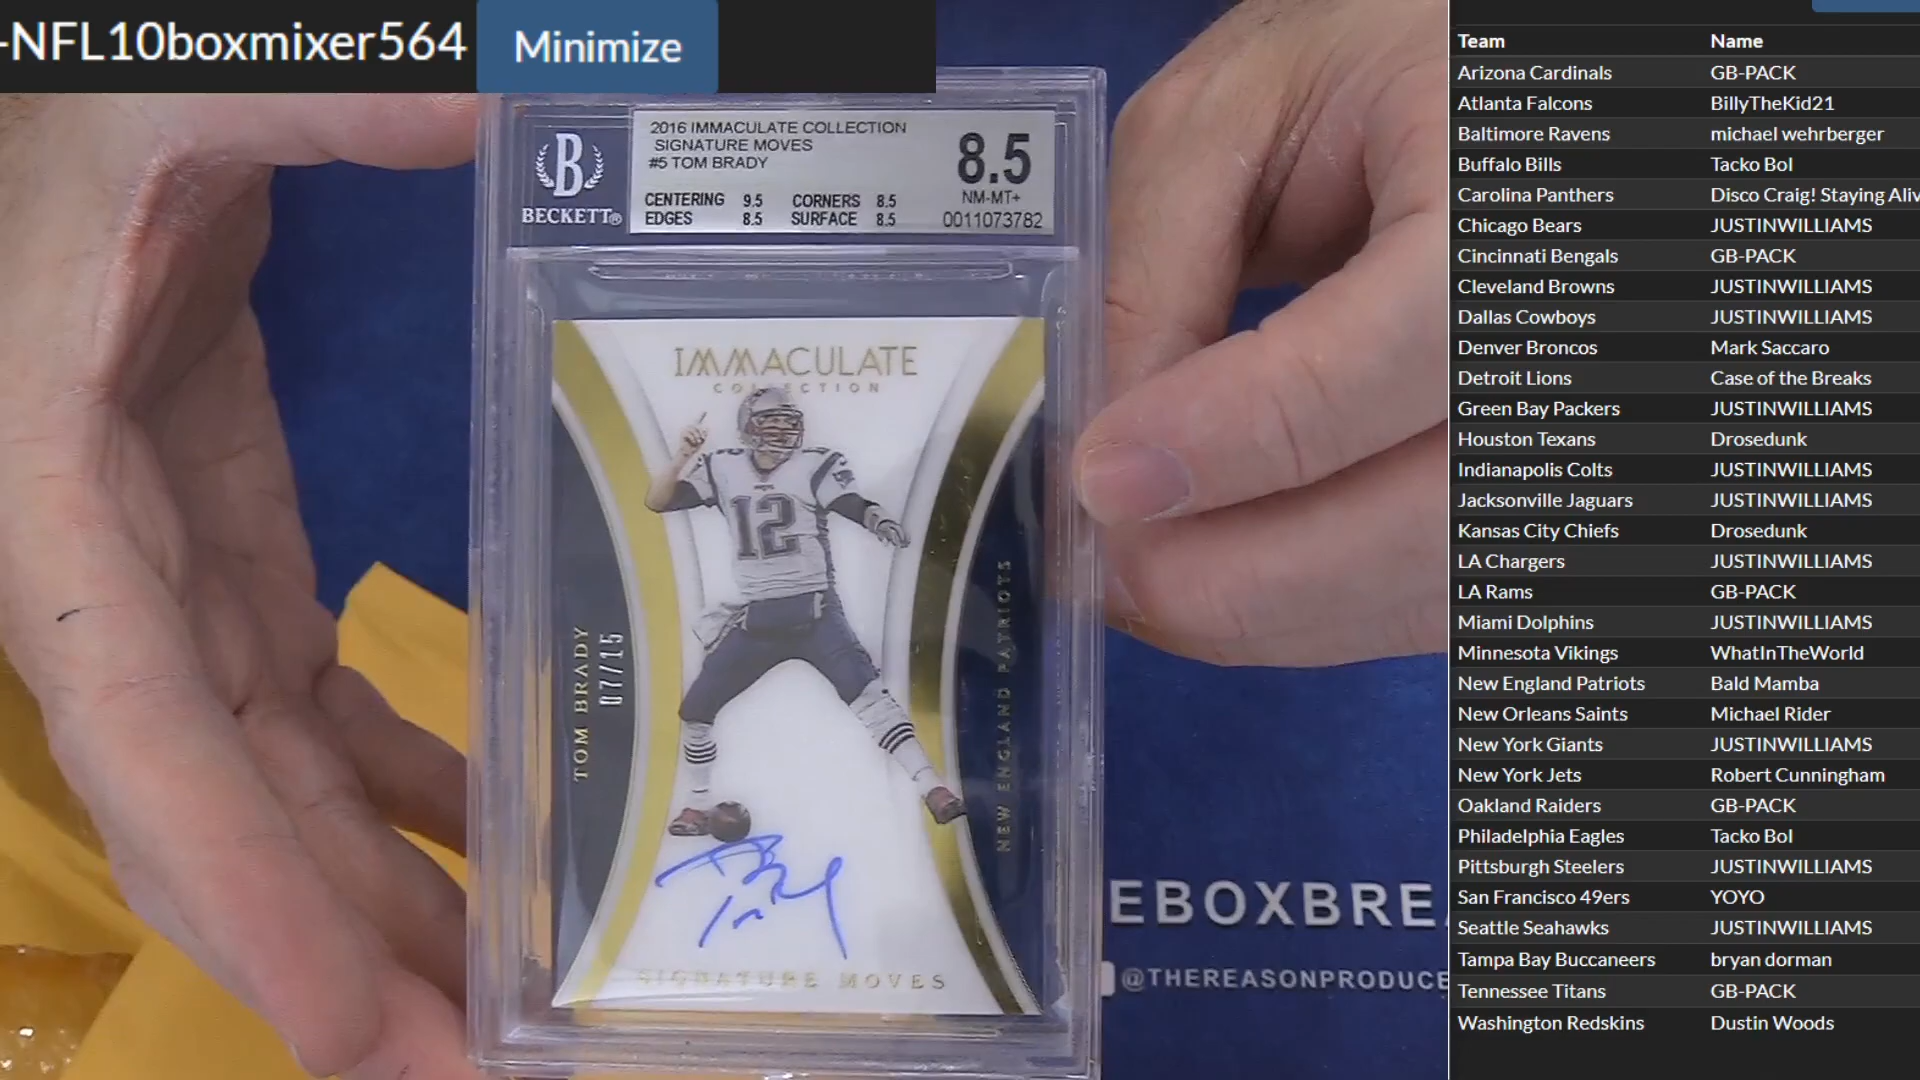 -NFL10boxmixer564
Minimize
2016 IMMACULATE COLLECTION
SIGNATURE MOVES
#5 TOM BRADY
8.5
NM-MT+
CENTERING 9.5 CORNERS 8.5
EDGES 8.5 SURFACE 8.5
0011073782
B
BECKETT®
IMMACULATE
COLLECTION
12
TOM BRADY
07/15
NEW ENGLAND PATRIOTS
SIGNATURE MOVES
EBOXBREA
@THEREASONPRODUCE
Team Name
Arizona Cardinals GB-PACK
Atlanta Falcons BillyTheKid21
Baltimore Ravens michael wehrberger
Buffalo Bills Tacko Bol
Carolina Panthers Disco Craig! Staying Aliv
Chicago Bears JUSTINWILLIAMS
Cincinnati Bengals GB-PACK
Cleveland Browns JUSTINWILLIAMS
Dallas Cowboys JUSTINWILLIAMS
Denver Broncos Mark Saccaro
Detroit Lions Case of the Breaks
Green Bay Packers JUSTINWILLIAMS
Houston Texans Drosedunk
Indianapolis Colts JUSTINWILLIAMS
Jacksonville Jaguars JUSTINWILLIAMS
Kansas City Chiefs Drosedunk
LA Chargers JUSTINWILLIAMS
LA Rams GB-PACK
Miami Dolphins JUSTINWILLIAMS
Minnesota Vikings WhatInTheWorld
New England Patriots Bald Mamba
New Orleans Saints Michael Rider
New York Giants JUSTINWILLIAMS
New York Jets Robert Cunningham
Oakland Raiders GB-PACK
Philadelphia Eagles Tacko Bol
Pittsburgh Steelers JUSTINWILLIAMS
San Francisco 49ers YOYO
Seattle Seahawks JUSTINWILLIAMS
Tampa Bay Buccaneers bryan dorman
Tennessee Titans GB-PACK
Washington Redskins Dustin Woods